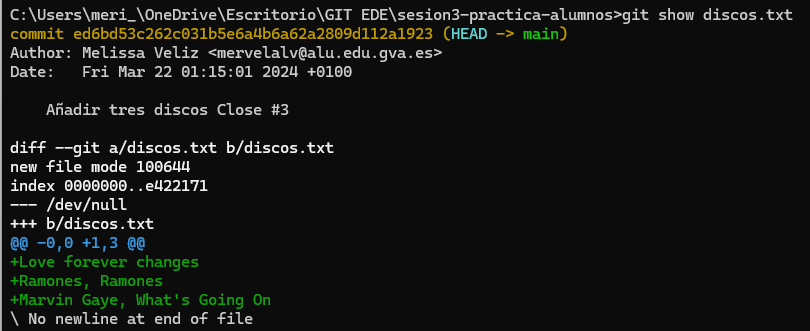 C:\Users\meri_\OneDrive\Escritorio\GIT EDE\sesion3-practica-alumnos>git show discos.txt
commit ed6bd53c262c031b5e6a4b6a62a2809d112a1923 (HEAD -> main)
Author: Melissa Veliz <mervelalv@alu.edu.gva.es>
Date:   Fri Mar 22 01:15:01 2024 +0100
    Añadir tres discos Close #3
diff --git a/discos.txt b/discos.txt
new file mode 100644
index 0000000..e422171
--- /dev/null
+++ b/discos.txt
@@ -0,0 +1,3 @@
+Love forever changes
+Ramones, Ramones
+Marvin Gaye, What's Going On
\ No newline at end of file